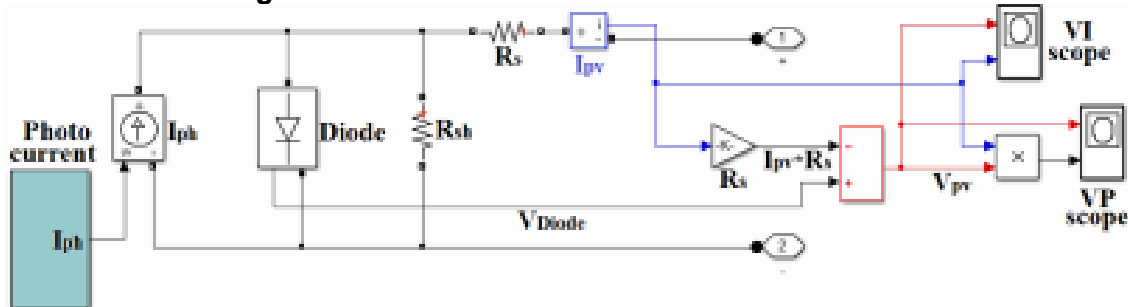 VI
scope
Rs
Ipv
1
+
Photo
current
Iph
Diode
Rsh
Iph
Rs
Ipv*Rs
-
+
×
Vpv
VP
scope
VDiode
2
-